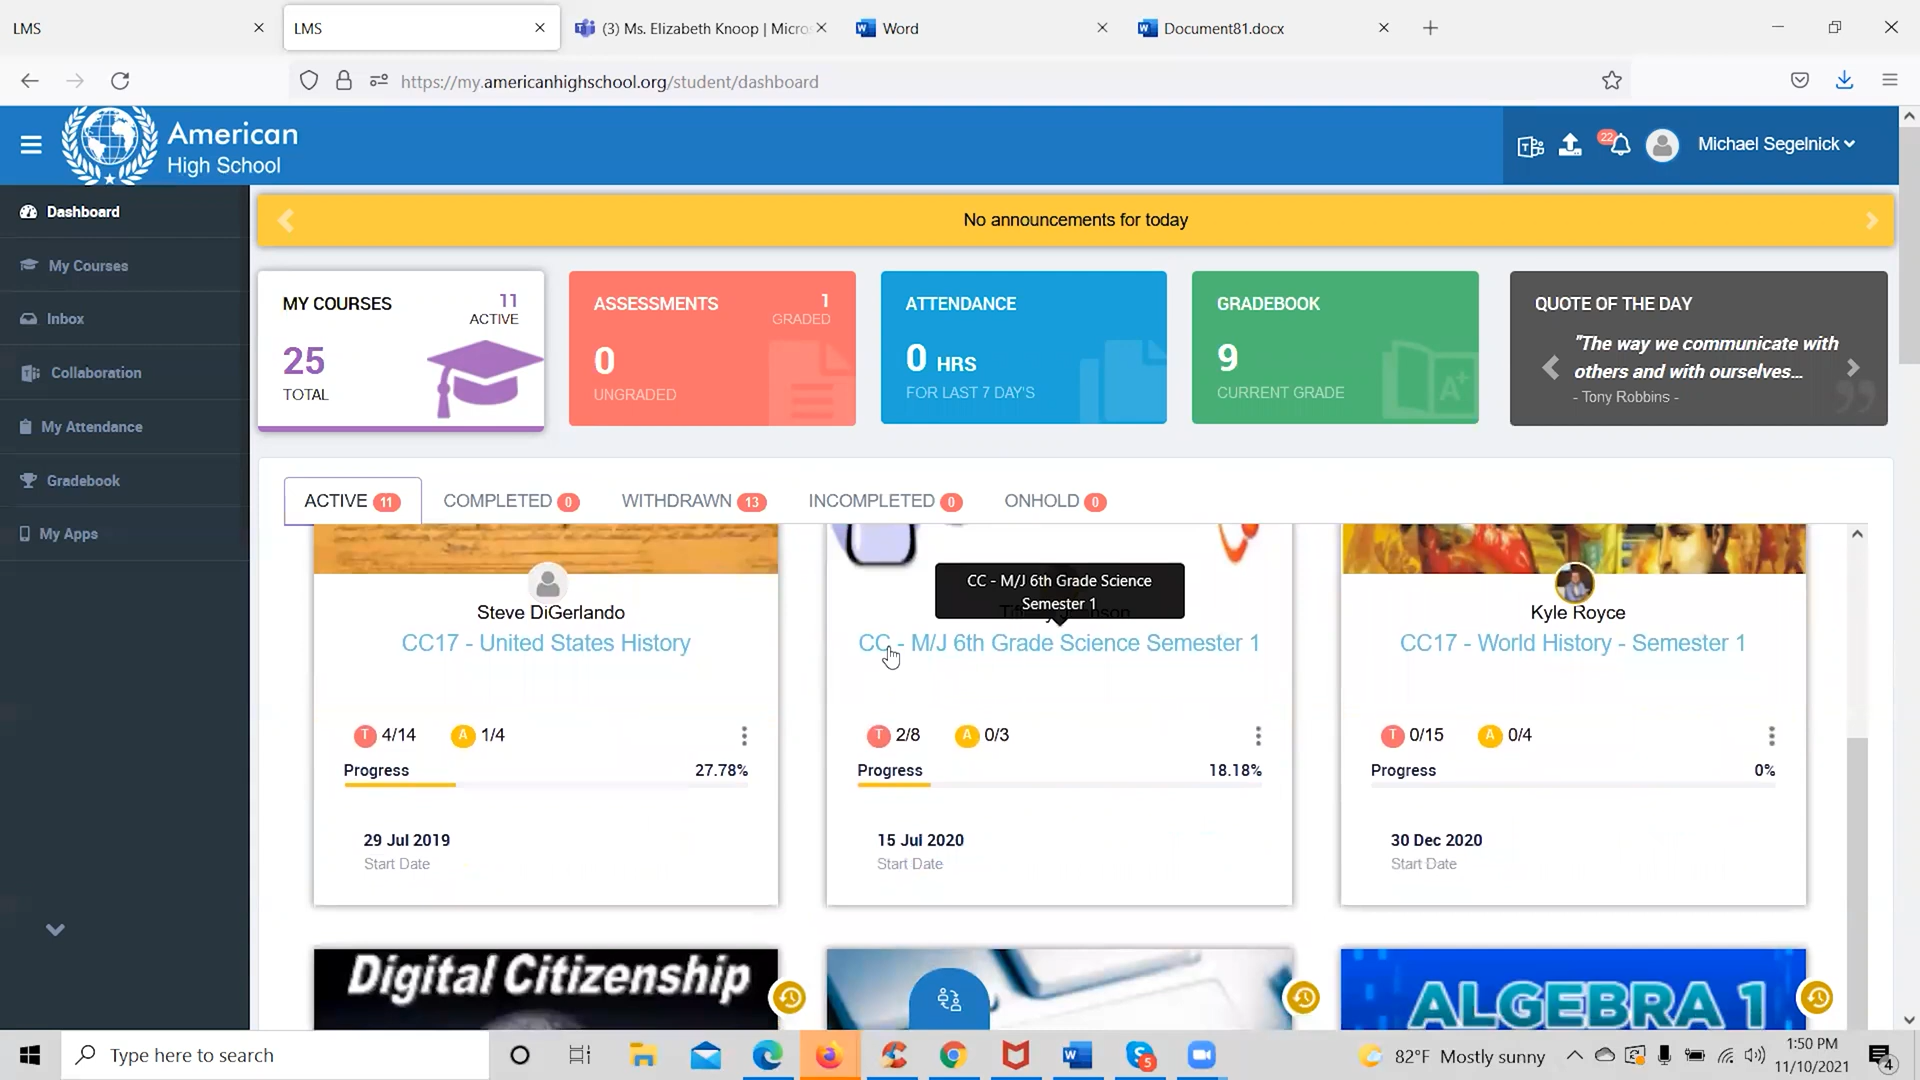 LMS
LMS
(3) Ms. Elizabeth Knoop | Micro
Word
Document81.docx
https://my.americanhighschool.org/student/dashboard
American
High School
22
Michael Segelnick
Dashboard
My Courses
Inbox
Collaboration
My Attendance
Gradebook
My Apps
No announcements for today
MY COURSES
11
ACTIVE
25
TOTAL
ASSESSMENTS
1
GRADED
0
UNGRADED
ATTENDANCE
0 HRS
FOR LAST 7 DAY'S
GRADEBOOK
9
CURRENT GRADE
A+
QUOTE OF THE DAY
"The way we communicate with
others and with ourselves...
- Tony Robbins -
ACTIVE 11
COMPLETED 0
WITHDRAWN 13
INCOMPLETED 0
ONHOLD 0
Steve DiGerlando
CC17 - United States History
T 4/14 A 1/4
Progress 27.78%
29 Jul 2019
Start Date
CC - M/J 6th Grade Science
Semester 1
CC - M/J 6th Grade Science Semester 1
T 2/8 A 0/3
Progress 18.18%
15 Jul 2020
Start Date
Kyle Royce
CC17 - World History - Semester 1
T 0/15 A 0/4
Progress 0%
30 Dec 2020
Start Date
Digital Citizenship
ALGEBRA 1
Type here to search
5
82°F Mostly sunny
1:50 PM
11/10/2021
4